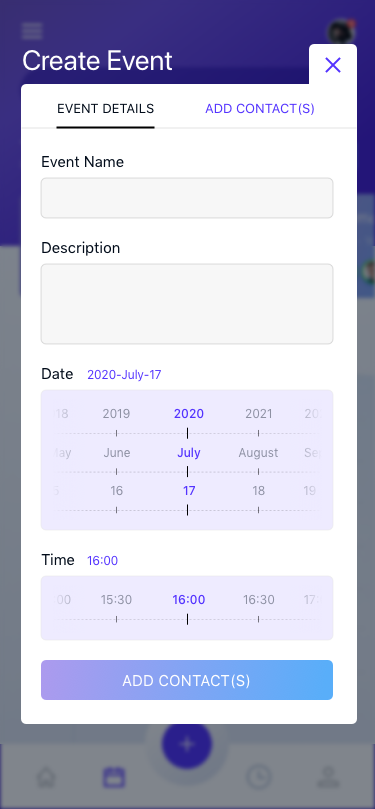 Create Event
EVENT DETAILS ADD CONTACT(S)
Event Name
Description
Date 2020-July-17
18 2019 2020 2021 20
ay June July August Se
16 17 18 19
Time 16:00
00 15:30 16:00 16:30 17
ADD CONTACT(S)